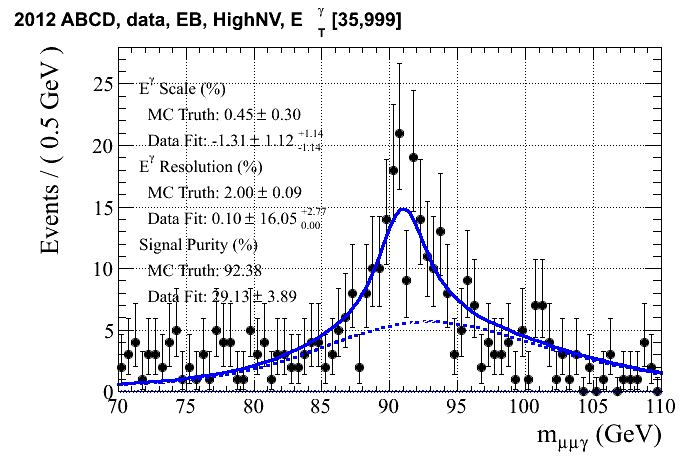 2012 ABCD, data, EB, HighNV, E_T^γ [35,999]
Events / ( 0.5 GeV )
E^γ Scale (%)
MC Truth: 0.45 ± 0.30
Data Fit: -1.31 ± 1.12 +1.14 -1.14
E^γ Resolution (%)
MC Truth: 2.00 ± 0.09
Data Fit: 0.10 ± 16.05 +2.77 0.00
Signal Purity (%)
MC Truth: 92.38
Data Fit: 29.13 ± 3.89
25
20
15
10
5
0
70 75 80 85 90 95 100 105 110
m_μμγ (GeV)